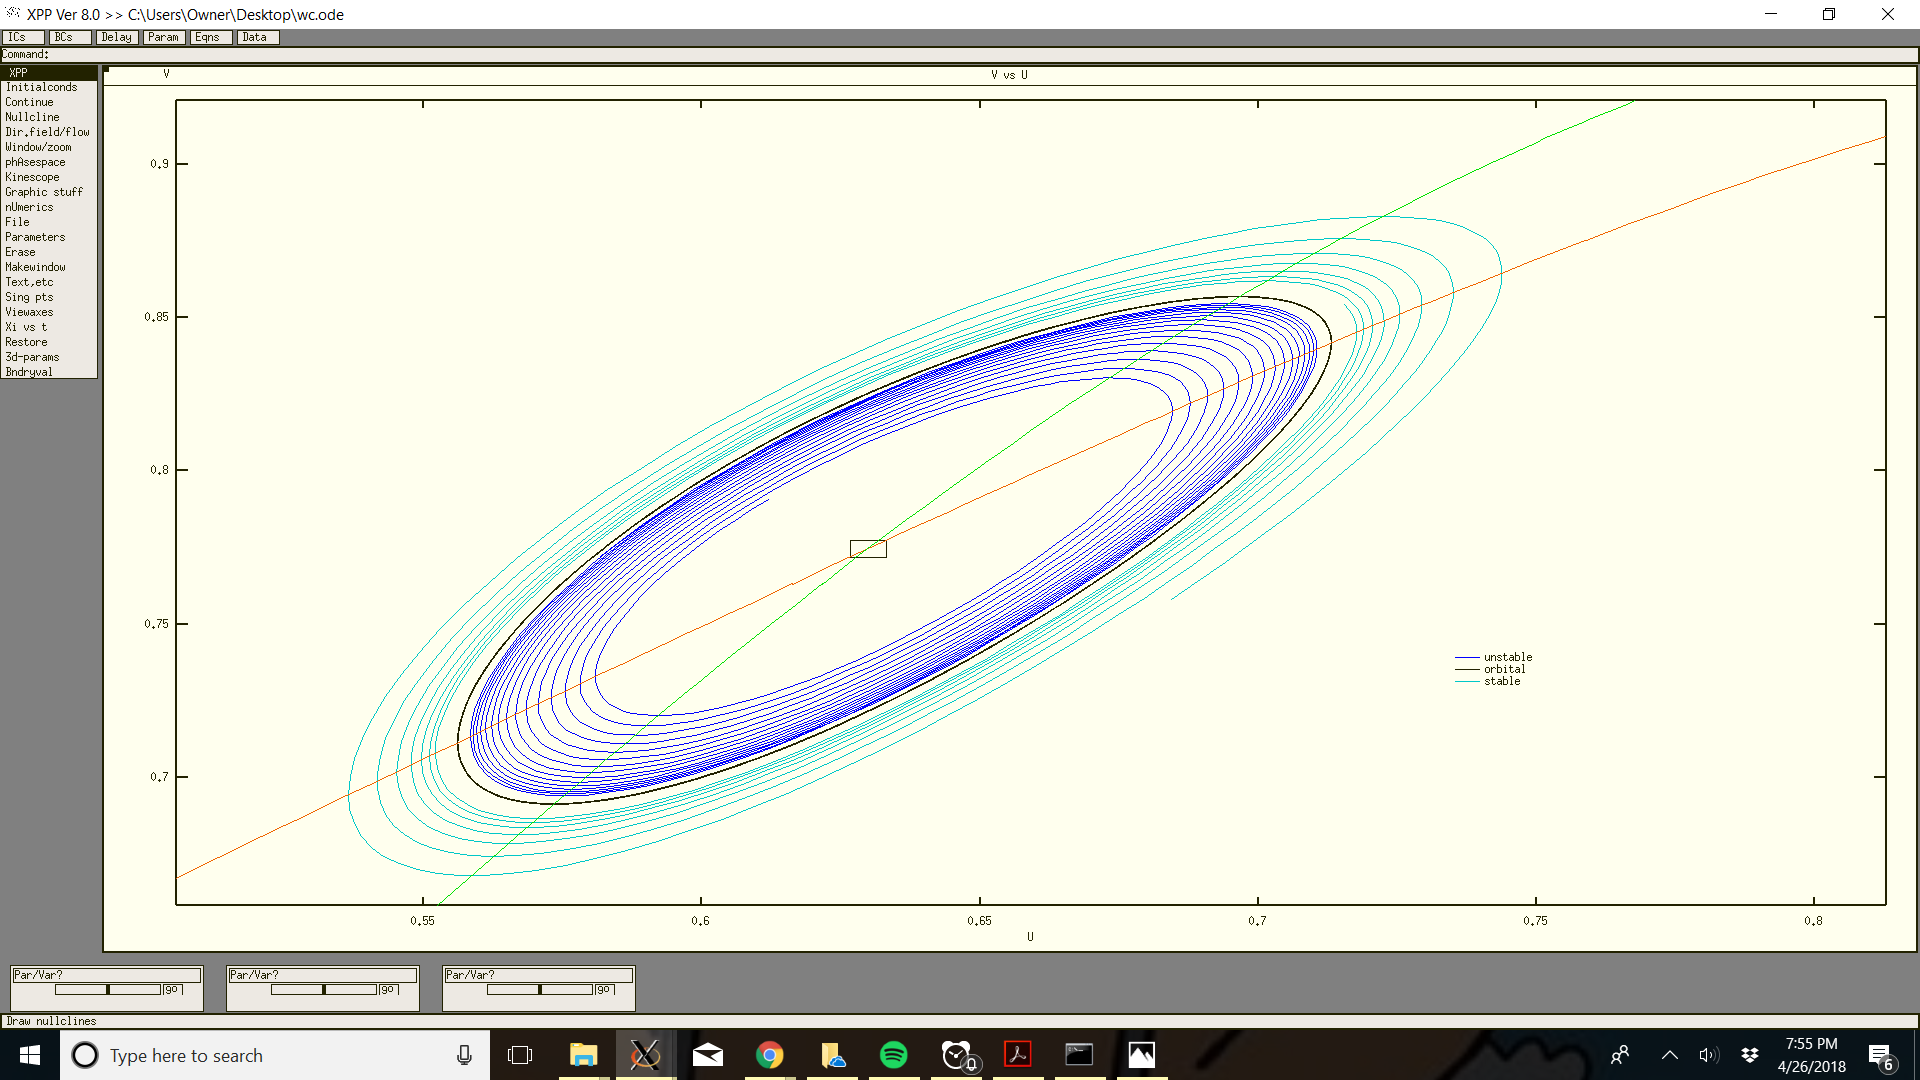 XPP Ver 8.0 >> C:\Users\Owner\Desktop\wc.ode
ICs BCs Delay Param Eqns Data
Command:
XPP
Initialconds
Continue
Nullcline
Dir.field/flow
Window/zoom
phAsespace
Kinescope
Graphic stuff
nUmerics
File
Parameters
Erase
Makewindow
Text,etc
Sing pts
Viewaxes
Xi vs t
Restore
3d-params
Bndryval
V
V vs U
0.9
0.85
0.8
0.75
0.7
0.55 0.6 0.65 0.7 0.75 0.8
U
unstable
orbital
stable
Par/Var? Par/Var? Par/Var?
go go go
Draw nullclines
Type here to search
7:55 PM
4/26/2018
6